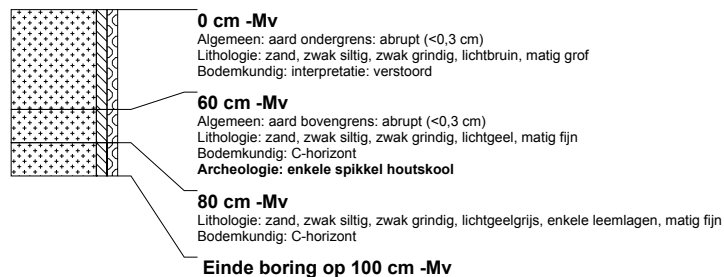 0 cm -Mv
Algemeen: aard ondergrens: abrupt (<0,3 cm)
Lithologie: zand, zwak siltig, zwak grindig, lichtbruin, matig grof
Bodemkundig: interpretatie: verstoord
60 cm -Mv
Algemeen: aard bovengrens: abrupt (<0,3 cm)
Lithologie: zand, zwak siltig, zwak grindig, lichtgeel, matig fijn
Bodemkundig: C-horizont
Archeologie: enkele spikkel houtskool
80 cm -Mv
Lithologie: zand, zwak siltig, zwak grindig, lichtgeelgrijs, enkele leemlagen, matig fijn
Bodemkundig: C-horizont
Einde boring op 100 cm -Mv